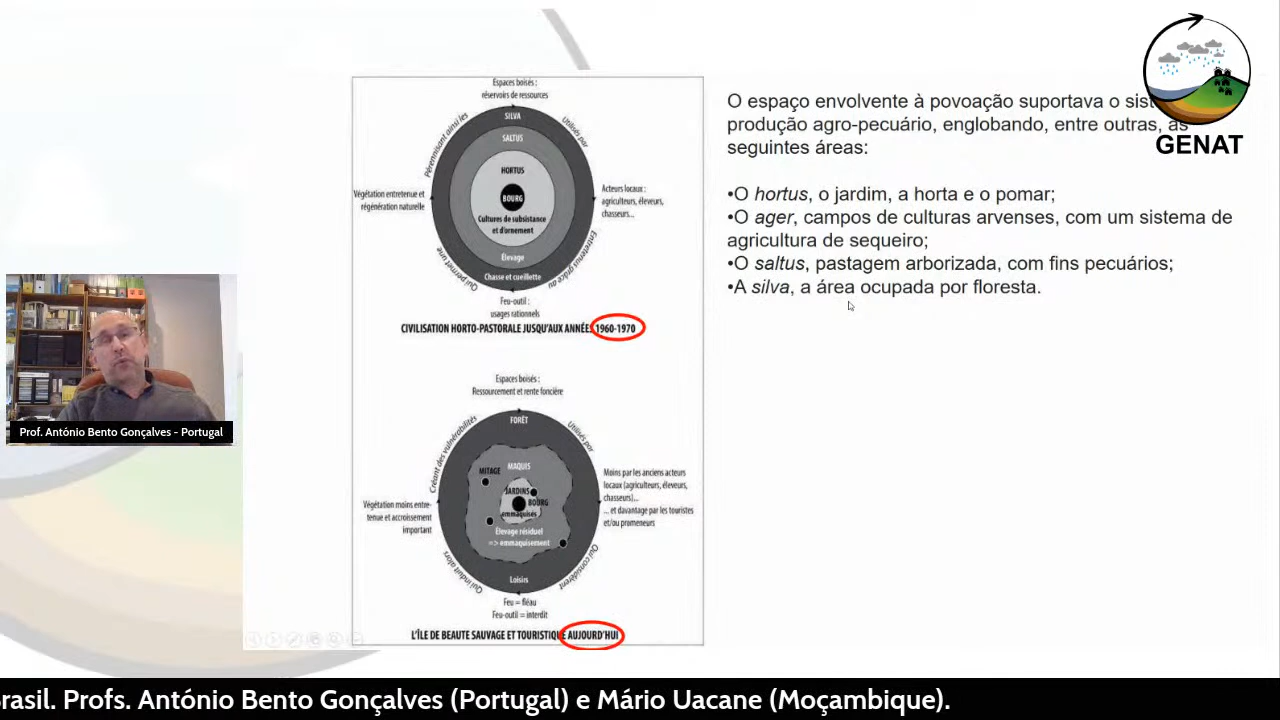 Espaces boisés :
réservoirs de ressources
SILVA
SALTUS
HORTUS
BOURG
Cultures de subsistance
et d'ornement
Élevage
Chasse et cueillette
Pérennisant ainsi les
Utilisés par
Végétation entretenue et
régénération naturelle
Acteurs locaux :
agriculteurs, éleveurs,
chasseurs...
Qui permet une
Entretenus grâce au
Feu-outil :
usages rationnels
CIVILISATION HORTO-PASTORALE JUSQU'AUX ANNÉES 1960-1970
Espaces boisés :
Ressourcement et rente foncière
FORÊT
Créant des vulnérabilités
Utilisés par
MITAGE
MAQUIS
JARDINS
BOURG
emmaquisés
Élevage résiduel
=> emmaquisement
Loisirs
Végétation moins entre-
tenue et accroissement
important
Moins par les anciens acteurs
locaux (agriculteurs, éleveurs,
chasseurs)...
... et davantage par les touristes
et/ou promeneurs
Qui induit alors
Qui considèrent
Feu = fléau
Feu-outil = interdit
L'ÎLE DE BEAUTE SAUVAGE ET TOURISTIQUE AUJOURD'HUI
O espaço envolvente à povoação suportava o
produção agro-pecuário, englobando, entre outras, as
seguintes áreas:
•O hortus, o jardim, a horta e o pomar;
•O ager, campos de culturas arvenses, com um sistema de
agricultura de sequeiro;
•O saltus, pastagem arborizada, com fins pecuários;
•A silva, a área ocupada por floresta.
GENAT
Prof. António Bento Gonçalves - Portugal
rasil. Profs. António Bento Gonçalves (Portugal) e Mário Uacane (Moçambique).